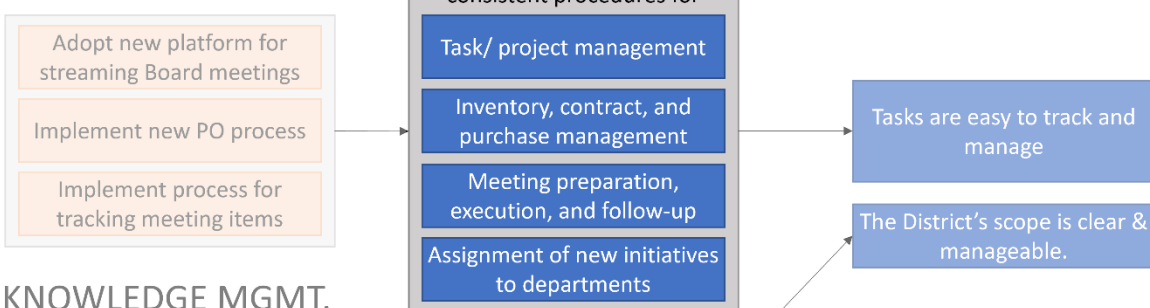 consistent procedures for
Adopt new platform for
streaming Board meetings
Implement new PO process
Implement process for
tracking meeting items
Task/ project management
Inventory, contract, and
purchase management
Meeting preparation,
execution, and follow-up
Assignment of new initiatives
to departments
Tasks are easy to track and
manage
The District's scope is clear &
manageable.
KNOWLEDGE MGMT.